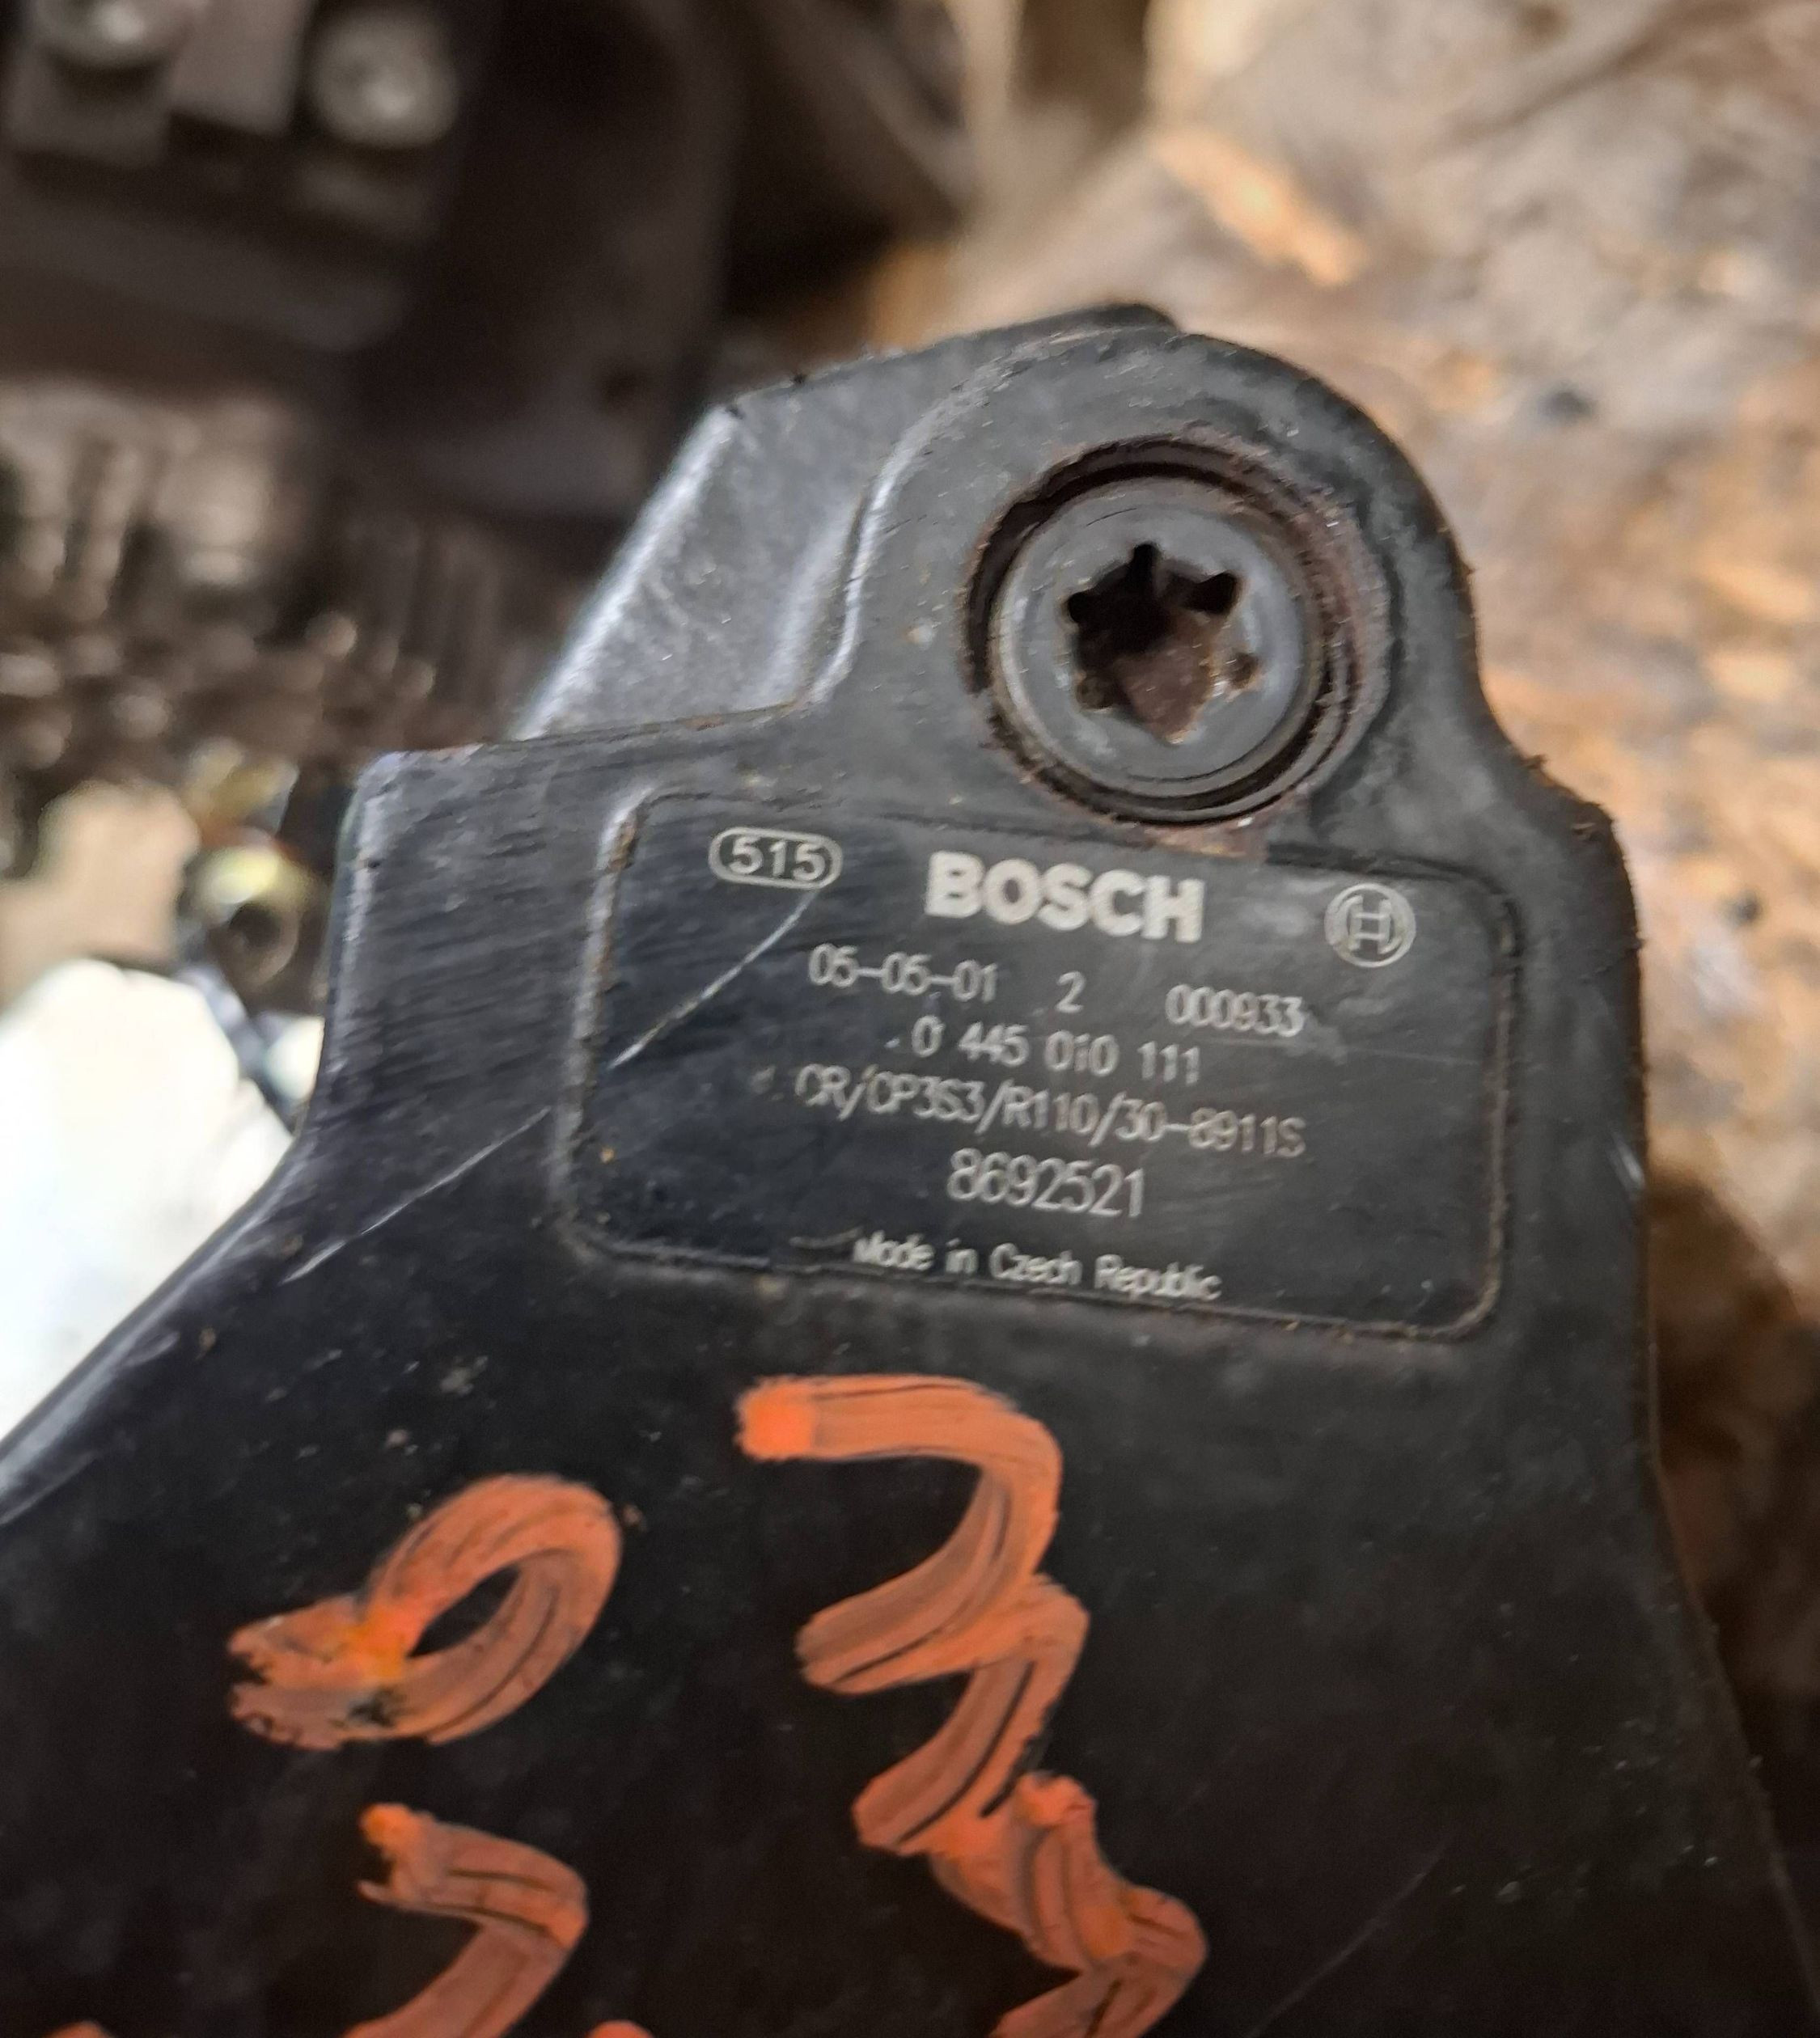 515 BOSCH
05-05-01 2 000933
0 445 010 111
CR/CP3S3/R110/30-8911S
8692521
Made in Czech Republic